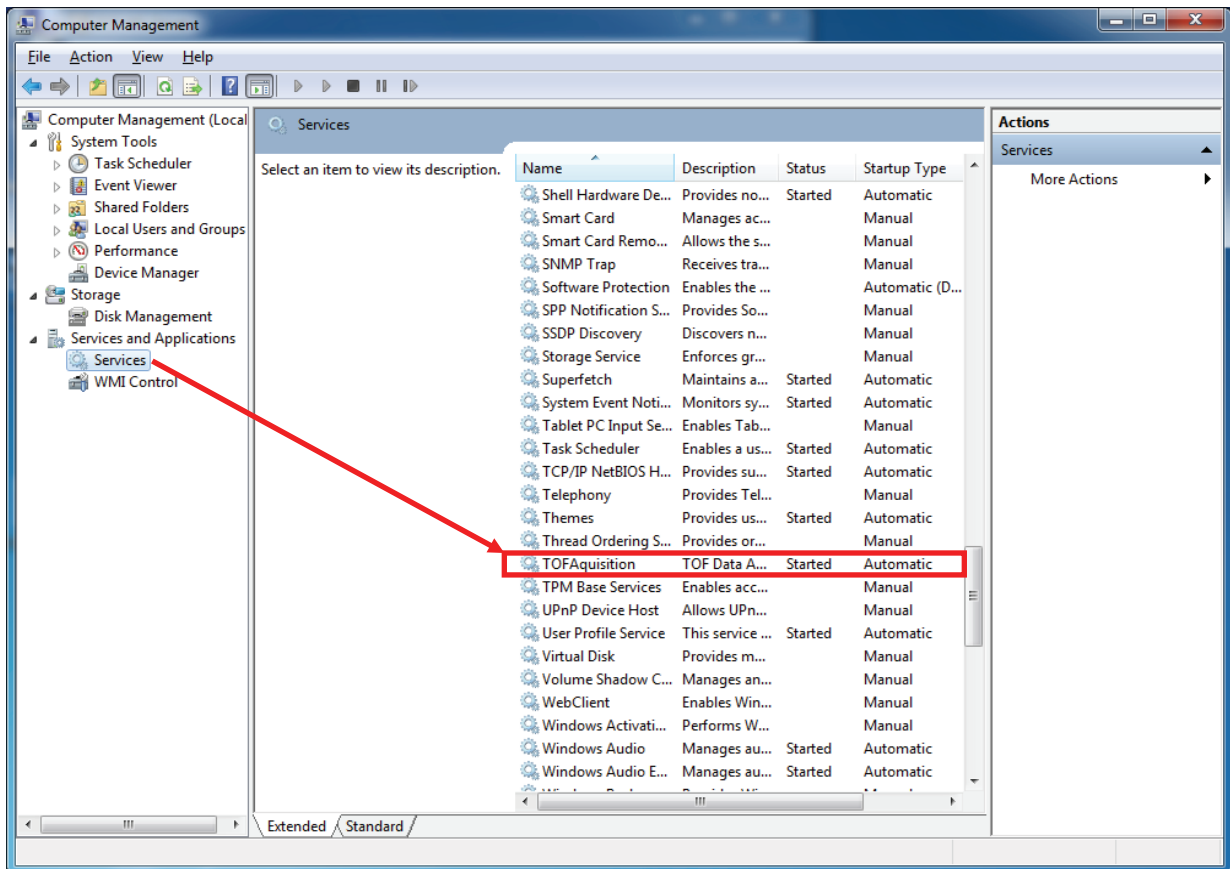 Computer Management
File Action View Help
Computer Management (Local
System Tools
Task Scheduler
Event Viewer
Shared Folders
Local Users and Groups
Performance
Device Manager
Storage
Disk Management
Services and Applications
Services
WMI Control
Services
Select an item to view its description.
Name Description Status Startup Type
Shell Hardware De... Provides no... Started Automatic
Smart Card Manages ac... Manual
Smart Card Remo... Allows the s... Manual
SNMP Trap Receives tra... Manual
Software Protection Enables the ... Automatic (D...
SPP Notification S... Provides So... Manual
SSDP Discovery Discovers n... Manual
Storage Service Enforces gr... Manual
Superfetch Maintains a... Started Automatic
System Event Noti... Monitors sy... Started Automatic
Tablet PC Input Se... Enables Tab... Manual
Task Scheduler Enables a us... Started Automatic
TCP/IP NetBIOS H... Provides su... Started Automatic
Telephony Provides Tel... Manual
Themes Provides us... Started Automatic
Thread Ordering S... Provides or... Manual
TOFAquisition TOF Data A... Started Automatic
TPM Base Services Enables acc... Manual
UPnP Device Host Allows UPn... Manual
User Profile Service This service ... Started Automatic
Virtual Disk Provides m... Manual
Volume Shadow C... Manages an... Manual
WebClient Enables Win... Manual
Windows Activati... Performs W... Manual
Windows Audio Manages au... Started Automatic
Windows Audio E... Manages au... Started Automatic
Extended Standard
Actions
Services
More Actions